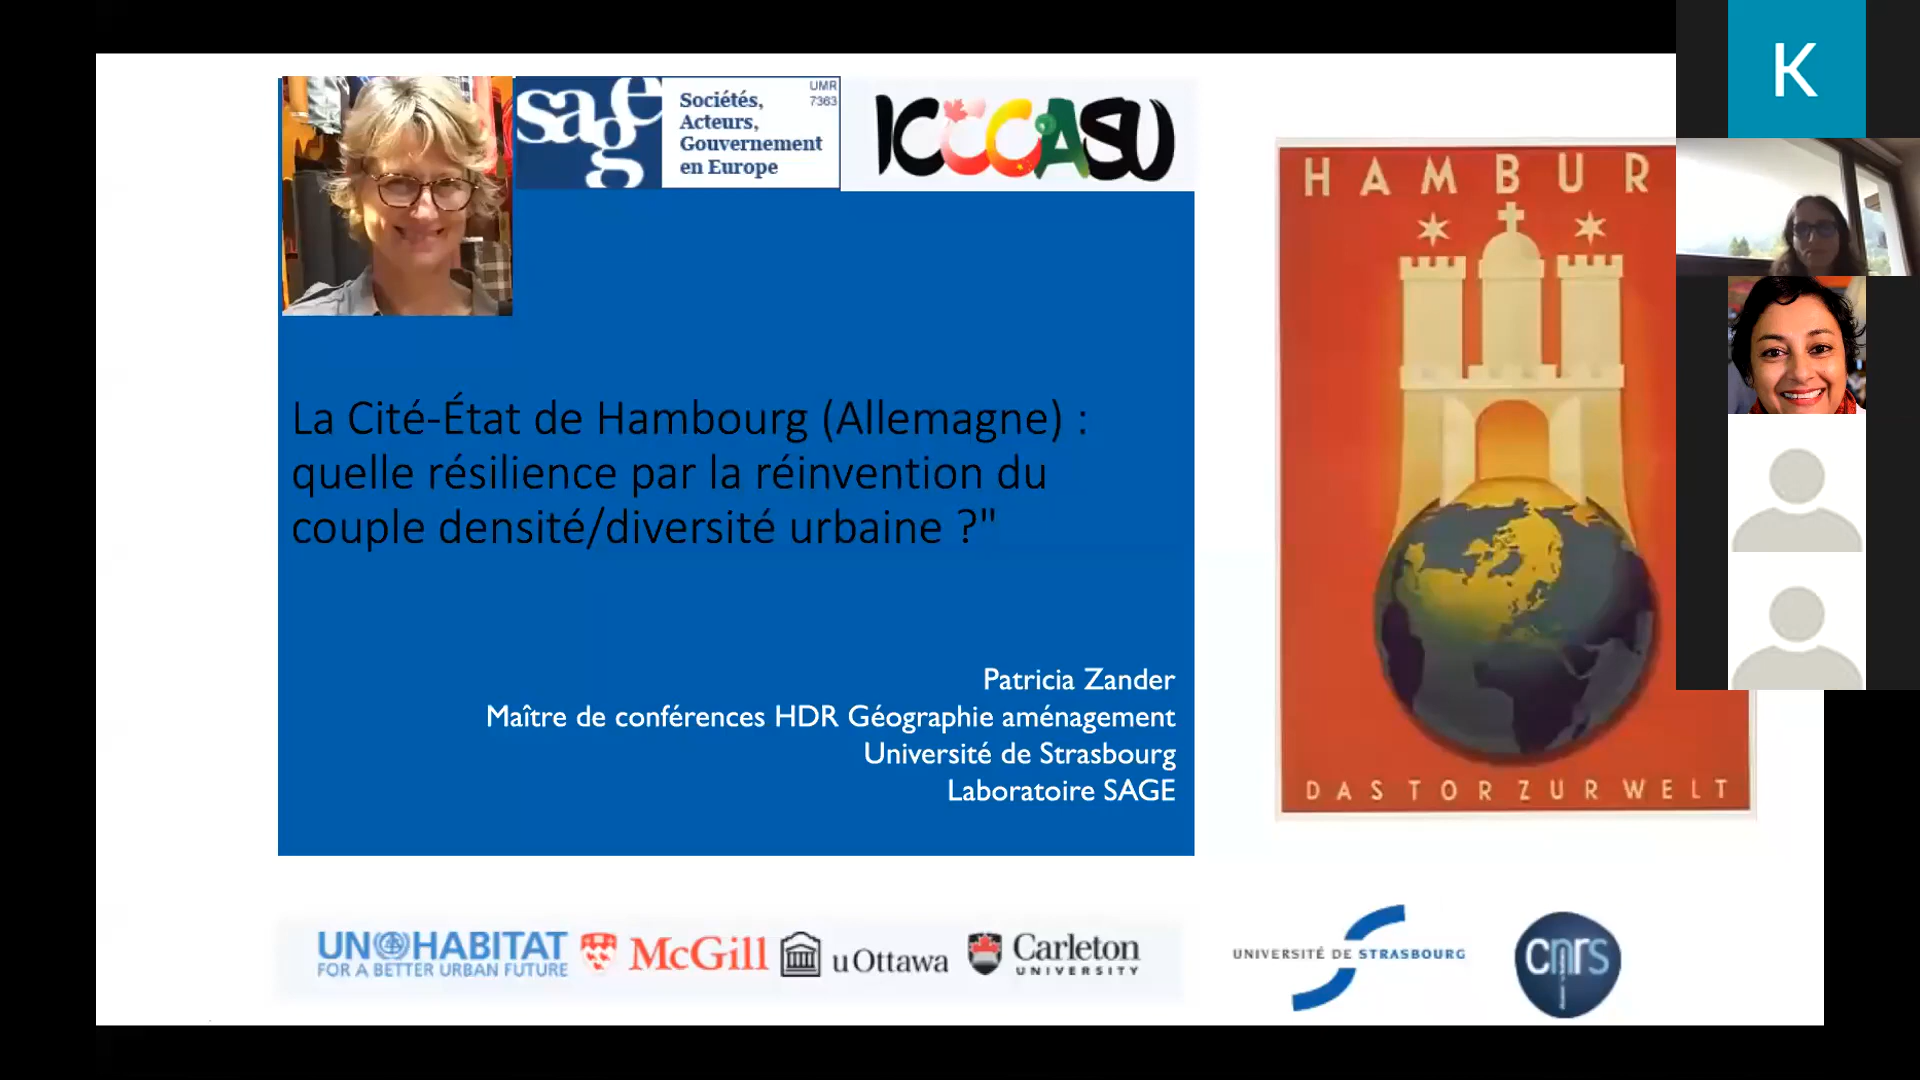 sage
Sociétés,
Acteurs,
Gouvernement
en Europe
UMR
7363
ICCCASU
La Cité-État de Hambourg (Allemagne) :
quelle résilience par la réinvention du
couple densité/diversité urbaine ?"
Patricia Zander
Maître de conférences HDR Géographie aménagement
Université de Strasbourg
Laboratoire SAGE
HAMBUR
DAS TOR ZUR WELT
K
UN HABITAT
FOR A BETTER URBAN FUTURE
McGill
uOttawa
Carleton
UNIVERSITY
UNIVERSITÉ DE STRASBOURG
cnrs